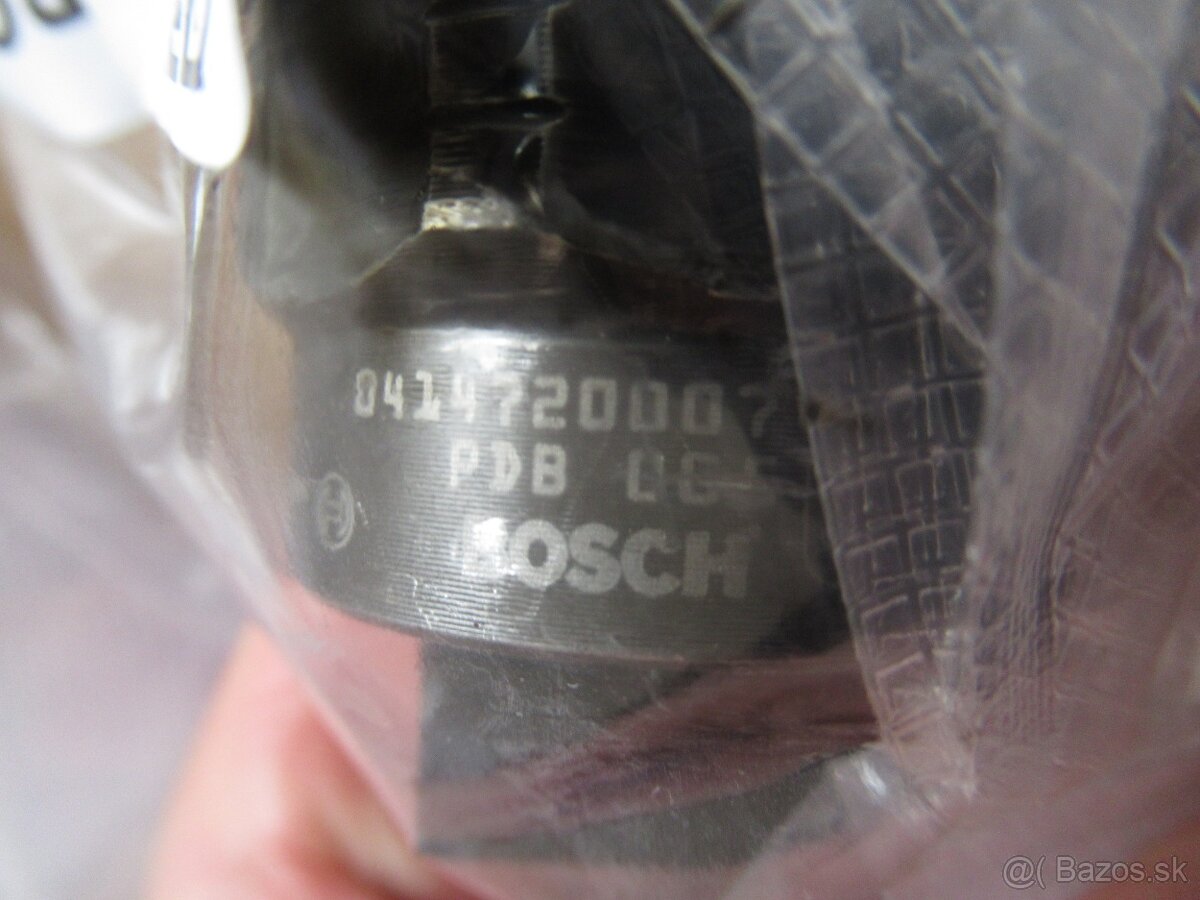 0414720007
PDB
BOSCH
@( Bazos.sk